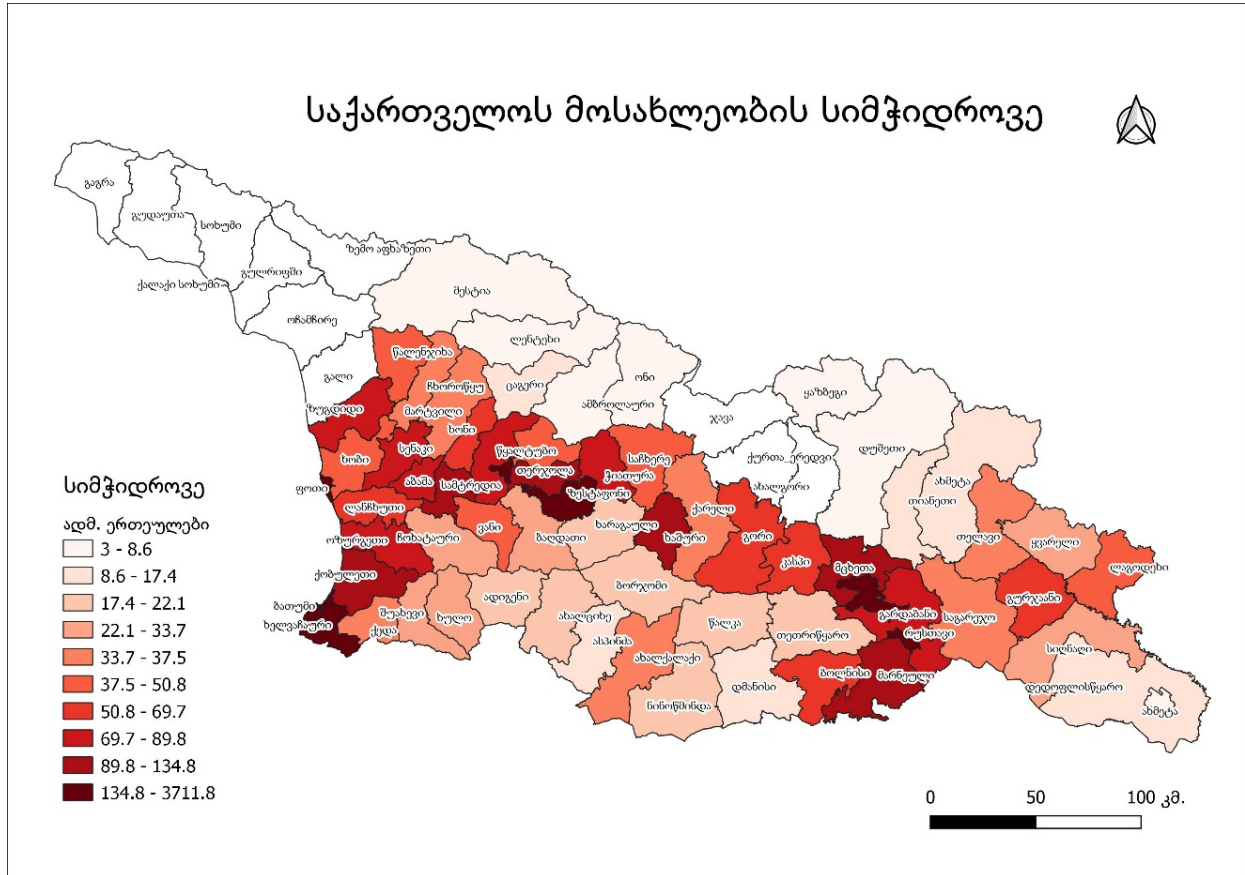 საქართველოს მოსახლეობის სიმჭიდროვე
გაგრა
გუდაუთა
სოხუმი
ზემო აფხაზეთი
გულრიფში
ქალაქი სოხუმი
მესტია
ოჩამჩირე
ლენტეხი
წალენჯიხა
გალი
ჩხოროწყუ
ცაგერი
ონი
ყაზბეგი
ამბროლაური
ზუგდიდი
მარტვილი
ჯავა
ხონი
სენაკი
წყალტუბო
დუშეთი
ხობი
საჩხერე
ქურთა_ერედვი
თერჯოლა
ჭიათურა
აბაშა
სამტრედია
ახალგორი
ახმეტა
ფოთი
ზესტაფონი
თიანეთი
ლანჩხუთი
ქარელი
ხარაგაული
ვანი
ოზურგეთი
ჩოხატაური
ბაღდათი
ხაშური
გორი
თელავი
ყვარელი
კასპი
მცხეთა
ლაგოდეხი
ქობულეთი
ბორჯომი
გურჯაანი
ადიგენი
ბათუმი
შუახევი
ხულო
ახალციხე
გარდაბანი
საგარეჯო
ხელვაჩაური
ქედა
წალკა
თეთრიწყარო
რუსთავი
ასპინძა
სიღნაღი
ახალქალაქი
ბოლნისი
მარნეული
დმანისი
დედოფლისწყარო
ნინოწმინდა
ახმეტა
სიმჭიდროვე
ადმ. ერთეულები
3 - 8.6
8.6 - 17.4
17.4 - 22.1
22.1 - 33.7
33.7 - 37.5
37.5 - 50.8
50.8 - 69.7
69.7 - 89.8
89.8 - 134.8
134.8 - 3711.8
0 50 100 კმ.